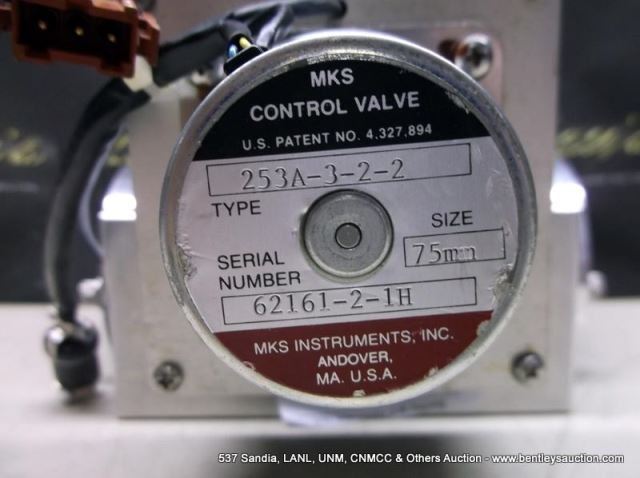 MKS
CONTROL VALVE
U.S. PATENT NO. 4,327,894
253A-3-2-2
TYPE
SIZE
75mm
SERIAL
NUMBER
62161-2-1H
MKS INSTRUMENTS, INC.
ANDOVER,
MA. U.S.A.
537 Sandia, LANL, UNM, CNMCC & Others Auction - www.bentleysauction.com